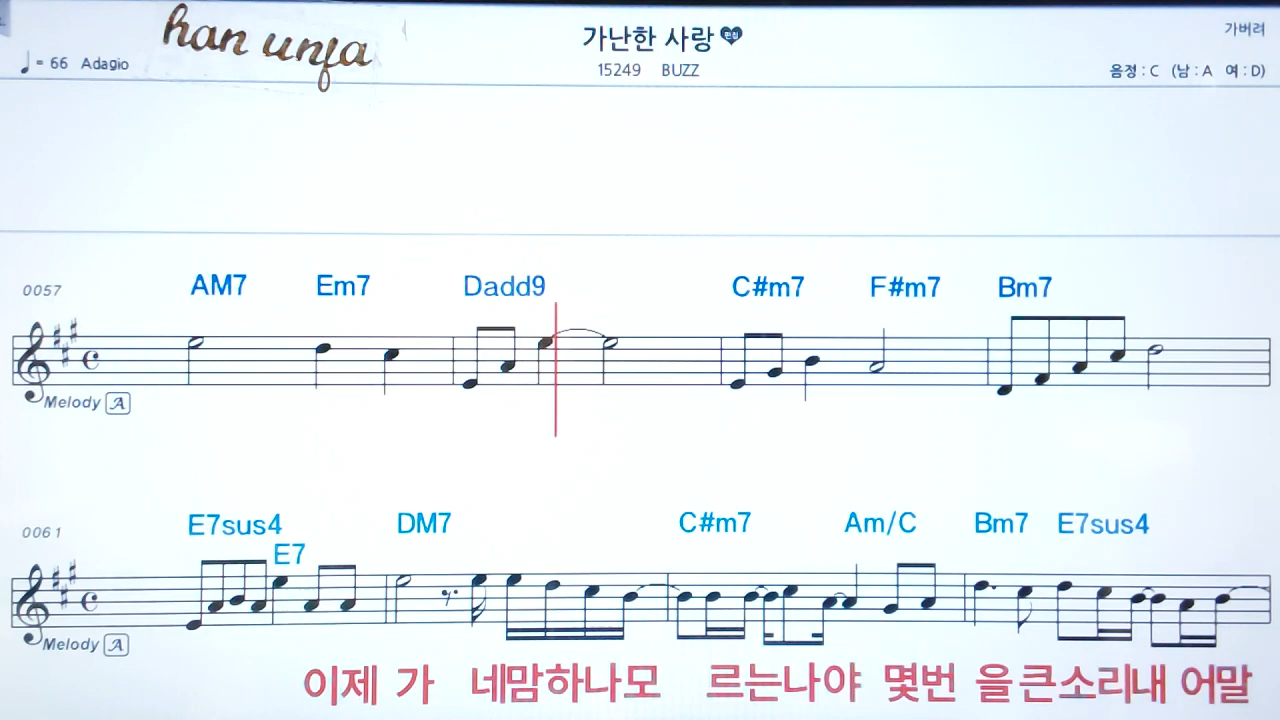 han unja
가난한 사랑 편집
가버려
♩ = 66 Adagio
15249 BUZZ
음정 : C (남 : A 여 : D)
0057 AM7 Em7 Dadd9 C#m7 F#m7 Bm7
Melody A
0061 E7sus4 E7 DM7 C#m7 Am/C Bm7 E7sus4
Melody A
이제 가 네맘하나모 르는나야 몇번 을큰소리내 어말